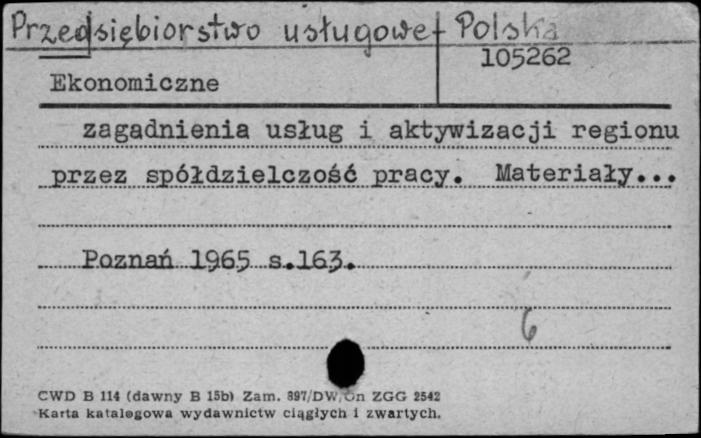 Przedsiębiorstwo usługowe - Polska
105262
Ekonomiczne
zagadnienia usług i aktywizacji regionu
przez spółdzielczość pracy. Materiały...
Poznań 1965 s.163.
6
CWD B 114 (dawny B 15b) Zam. 897/DW/Gn ZGG 2542
Karta katalogowa wydawnictw ciągłych i zwartych.